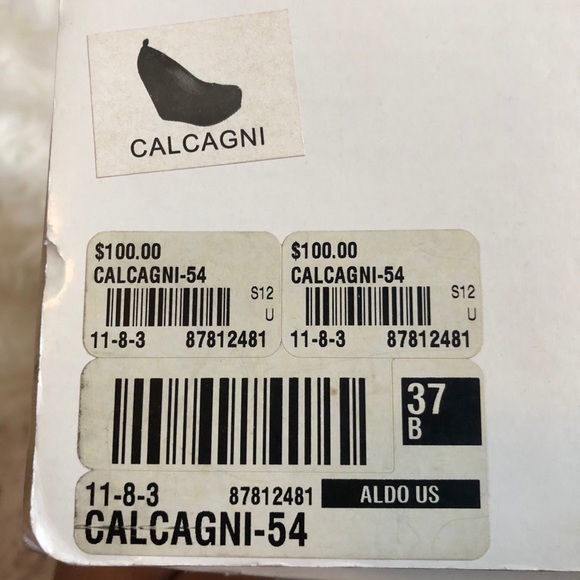 CALCAGNI
$100.00
CALCAGNI-54
S12
U
11-8-3 87812481
$100.00
CALCAGNI-54
S12
U
11-8-3 87812481
37
B
11-8-3 87812481 ALDO US
CALCAGNI-54